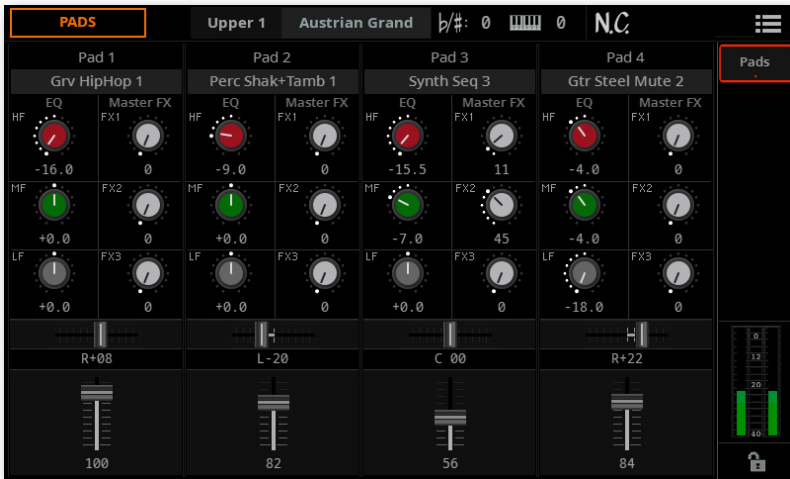 PADS Upper 1 Austrian Grand b/#: 0 0 N.C.
Pad 1 Pad 2 Pad 3 Pad 4 Pads
Grv HipHop 1 Perc Shak+Tamb 1 Synth Seq 3 Gtr Steel Mute 2
EQ Master FX EQ Master FX EQ Master FX EQ Master FX
HF FX1 HF FX1 HF FX1 HF FX1
-16.0 0 -9.0 0 -15.5 11 -4.0 0
MF FX2 MF FX2 MF FX2 MF FX2
+0.0 0 +0.0 0 -7.0 45 -4.0 0
LF FX3 LF FX3 LF FX3 LF FX3
+0.0 0 +0.0 0 +0.0 0 -18.0 0
R+08 L-20 C 00 R+22
0
12
20
40
100 82 56 84